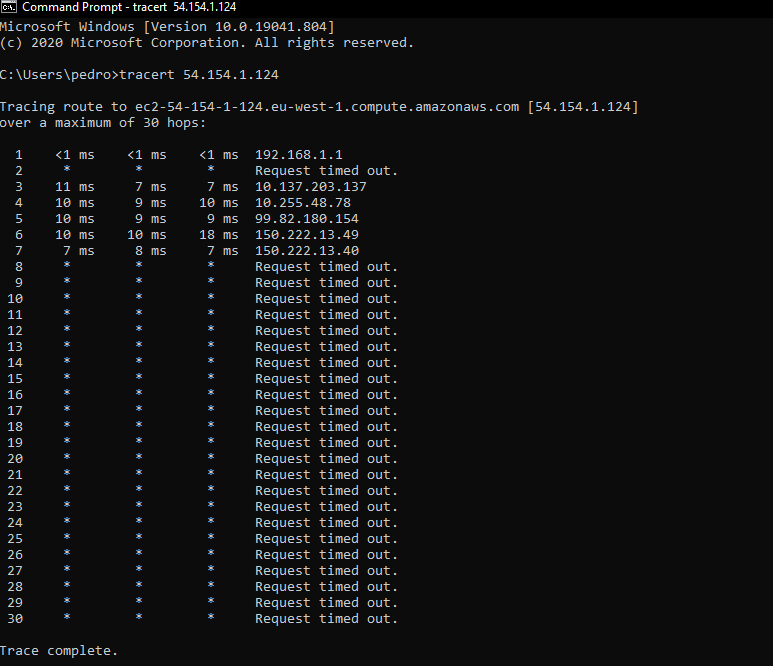 Command Prompt - tracert 54.154.1.124
Microsoft Windows [Version 10.0.19041.804]
(c) 2020 Microsoft Corporation. All rights reserved.
C:\Users\pedro>tracert 54.154.1.124
Tracing route to ec2-54-154-1-124.eu-west-1.compute.amazonaws.com [54.154.1.124]
over a maximum of 30 hops:
1 <1 ms <1 ms <1 ms 192.168.1.1
2 * * * Request timed out.
3 11 ms 7 ms 7 ms 10.137.203.137
4 10 ms 9 ms 10 ms 10.255.48.78
5 10 ms 9 ms 9 ms 99.82.180.154
6 10 ms 10 ms 18 ms 150.222.13.49
7 7 ms 8 ms 7 ms 150.222.13.40
8 * * * Request timed out.
9 * * * Request timed out.
10 * * * Request timed out.
11 * * * Request timed out.
12 * * * Request timed out.
13 * * * Request timed out.
14 * * * Request timed out.
15 * * * Request timed out.
16 * * * Request timed out.
17 * * * Request timed out.
18 * * * Request timed out.
19 * * * Request timed out.
20 * * * Request timed out.
21 * * * Request timed out.
22 * * * Request timed out.
23 * * * Request timed out.
24 * * * Request timed out.
25 * * * Request timed out.
26 * * * Request timed out.
27 * * * Request timed out.
28 * * * Request timed out.
29 * * * Request timed out.
30 * * * Request timed out.
Trace complete.